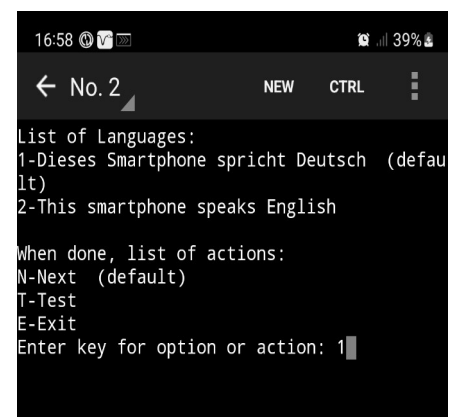 16:58 39%
No. 2 NEW CTRL
List of Languages:
1-Dieses Smartphone spricht Deutsch (defau
lt)
2-This smartphone speaks English
When done, list of actions:
N-Next (default)
T-Test
E-Exit
Enter key for option or action: 1